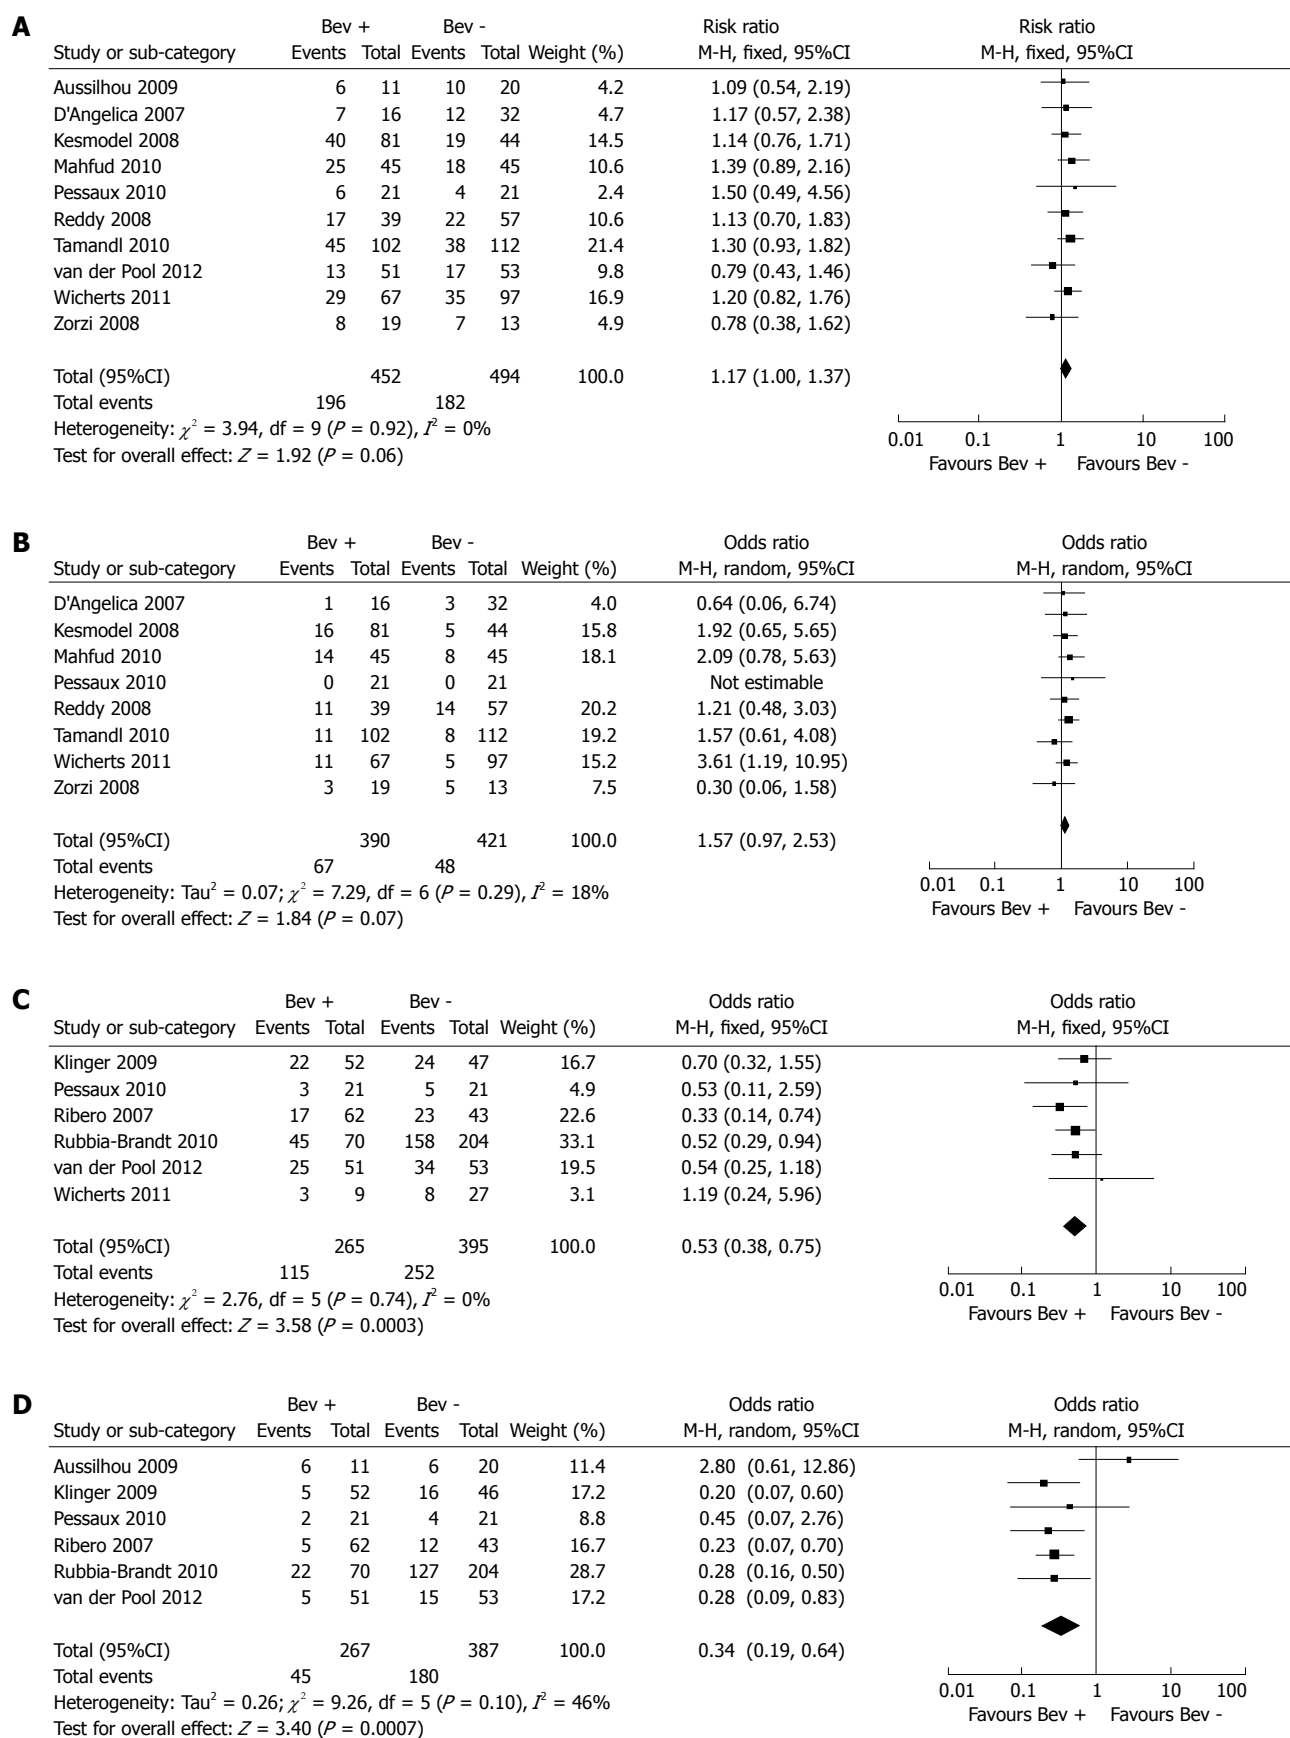 A
Bev + Bev - Risk ratio Risk ratio
Study or sub-category Events Total Events Total Weight (%) M-H, fixed, 95%CI M-H, fixed, 95%CI
Aussilhou 2009 6 11 10 20 4.2 1.09 (0.54, 2.19)
D'Angelica 2007 7 16 12 32 4.7 1.17 (0.57, 2.38)
Kesmodel 2008 40 81 19 44 14.5 1.14 (0.76, 1.71)
Mahfud 2010 25 45 18 45 10.6 1.39 (0.89, 2.16)
Pessaux 2010 6 21 4 21 2.4 1.50 (0.49, 4.56)
Reddy 2008 17 39 22 57 10.6 1.13 (0.70, 1.83)
Tamandl 2010 45 102 38 112 21.4 1.30 (0.93, 1.82)
van der Pool 2012 13 51 17 53 9.8 0.79 (0.43, 1.46)
Wicherts 2011 29 67 35 97 16.9 1.20 (0.82, 1.76)
Zorzi 2008 8 19 7 13 4.9 0.78 (0.38, 1.62)
Total (95%CI) 452 494 100.0 1.17 (1.00, 1.37)
Total events 196 182
Heterogeneity: χ² = 3.94, df = 9 (P = 0.92), I² = 0%
Test for overall effect: Z = 1.92 (P = 0.06)
0.01 0.1 1 10 100
Favours Bev + Favours Bev -
B
Bev + Bev - Odds ratio Odds ratio
Study or sub-category Events Total Events Total Weight (%) M-H, random, 95%CI M-H, random, 95%CI
D'Angelica 2007 1 16 3 32 4.0 0.64 (0.06, 6.74)
Kesmodel 2008 16 81 5 44 15.8 1.92 (0.65, 5.65)
Mahfud 2010 14 45 8 45 18.1 2.09 (0.78, 5.63)
Pessaux 2010 0 21 0 21 Not estimable
Reddy 2008 11 39 14 57 20.2 1.21 (0.48, 3.03)
Tamandl 2010 11 102 8 112 19.2 1.57 (0.61, 4.08)
Wicherts 2011 11 67 5 97 15.2 3.61 (1.19, 10.95)
Zorzi 2008 3 19 5 13 7.5 0.30 (0.06, 1.58)
Total (95%CI) 390 421 100.0 1.57 (0.97, 2.53)
Total events 67 48
Heterogeneity: Tau² = 0.07; χ² = 7.29, df = 6 (P = 0.29), I² = 18%
Test for overall effect: Z = 1.84 (P = 0.07)
0.01 0.1 1 10 100
Favours Bev + Favours Bev -
C
Bev + Bev - Odds ratio Odds ratio
Study or sub-category Events Total Events Total Weight (%) M-H, fixed, 95%CI M-H, fixed, 95%CI
Klinger 2009 22 52 24 47 16.7 0.70 (0.32, 1.55)
Pessaux 2010 3 21 5 21 4.9 0.53 (0.11, 2.59)
Ribero 2007 17 62 23 43 22.6 0.33 (0.14, 0.74)
Rubbia-Brandt 2010 45 70 158 204 33.1 0.52 (0.29, 0.94)
van der Pool 2012 25 51 34 53 19.5 0.54 (0.25, 1.18)
Wicherts 2011 3 9 8 27 3.1 1.19 (0.24, 5.96)
Total (95%CI) 265 395 100.0 0.53 (0.38, 0.75)
Total events 115 252
Heterogeneity: χ² = 2.76, df = 5 (P = 0.74), I² = 0%
Test for overall effect: Z = 3.58 (P = 0.0003)
0.01 0.1 1 10 100
Favours Bev + Favours Bev -
D
Bev + Bev - Odds ratio Odds ratio
Study or sub-category Events Total Events Total Weight (%) M-H, random, 95%CI M-H, random, 95%CI
Aussilhou 2009 6 11 6 20 11.4 2.80 (0.61, 12.86)
Klinger 2009 5 52 16 46 17.2 0.20 (0.07, 0.60)
Pessaux 2010 2 21 4 21 8.8 0.45 (0.07, 2.76)
Ribero 2007 5 62 12 43 16.7 0.23 (0.07, 0.70)
Rubbia-Brandt 2010 22 70 127 204 28.7 0.28 (0.16, 0.50)
van der Pool 2012 5 51 15 53 17.2 0.28 (0.09, 0.83)
Total (95%CI) 267 387 100.0 0.34 (0.19, 0.64)
Total events 45 180
Heterogeneity: Tau² = 0.26; χ² = 9.26, df = 5 (P = 0.10), I² = 46%
Test for overall effect: Z = 3.40 (P = 0.0007)
0.01 0.1 1 10 100
Favours Bev + Favours Bev -